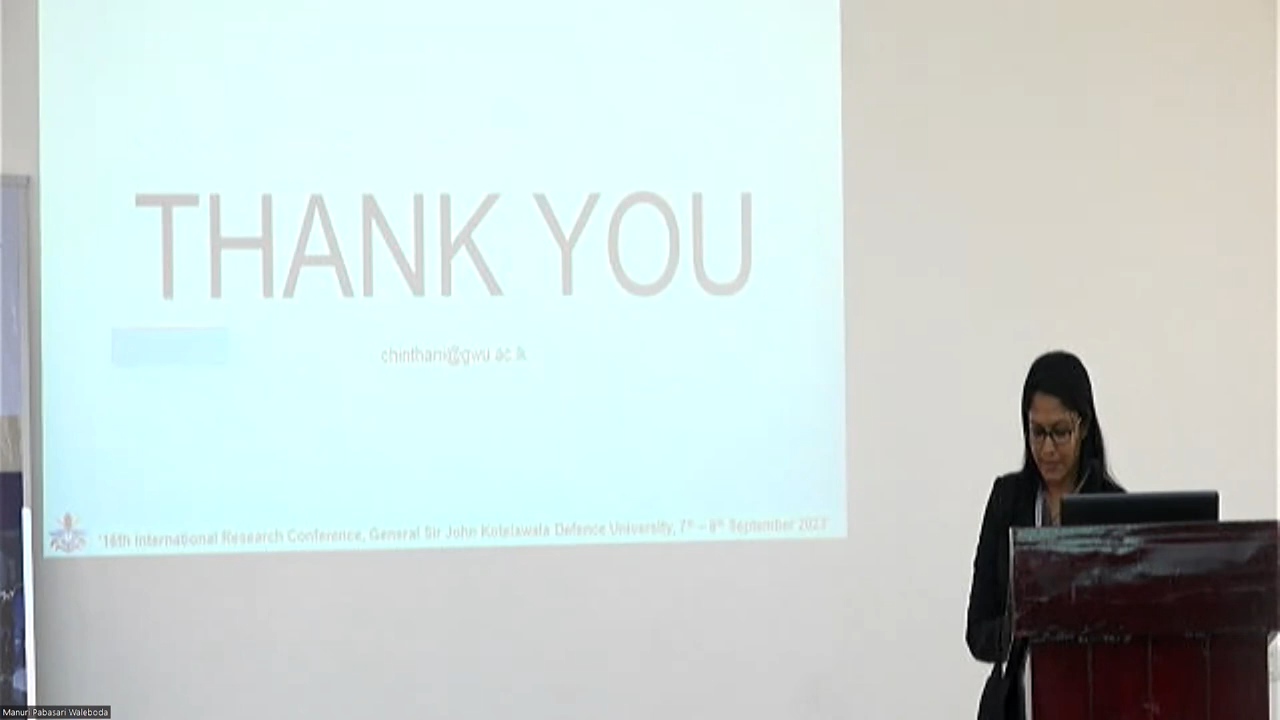 THANK YOU
chinthani@gwu.ac.lk
'16th International Research Conference, General Sir John Kotelawala Defence University, 7th – 8th September 2023'
Manuri Pabasari Waleboda